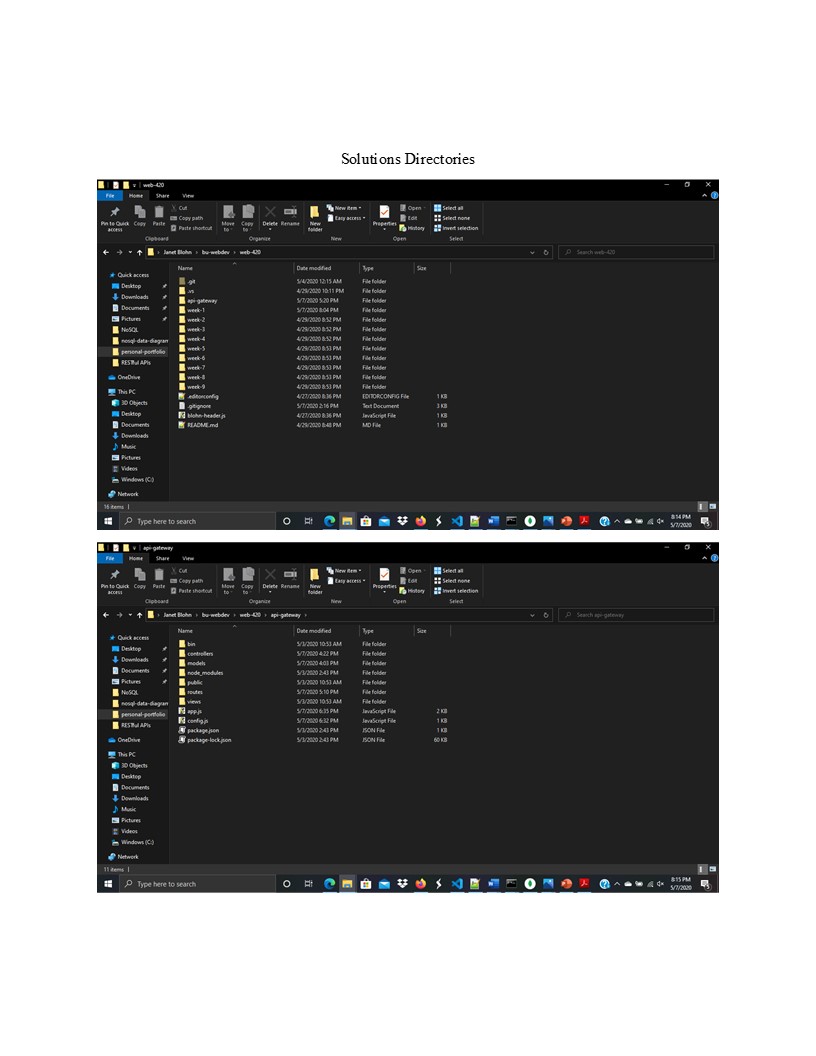 Solutions Directories
web-420
File Home Share View
Cut
Copy path
Paste shortcut
Pin to Quick access
Copy
Paste
Move to
Copy to
Delete
Rename
New folder
New item
Easy access
Properties
Open
Edit
History
Select all
Select none
Invert selection
Clipboard Organize New Open Select
Janet Blohn > bu-webdev > web-420
Search web-420
Name Date modified Type Size
Quick access
Desktop
Downloads
Documents
Pictures
NoSQL
nosql-data-diagram
personal-portfolio
RESTful APIs
OneDrive
This PC
3D Objects
Desktop
Documents
Downloads
Music
Pictures
Videos
Windows (C:)
Network
.git 5/4/2020 12:15 AM File folder
.vs 4/29/2020 10:11 PM File folder
api-gateway 5/7/2020 5:20 PM File folder
week-1 5/7/2020 8:04 PM File folder
week-2 4/29/2020 8:52 PM File folder
week-3 4/29/2020 8:52 PM File folder
week-4 4/29/2020 8:52 PM File folder
week-5 4/29/2020 8:53 PM File folder
week-6 4/29/2020 8:53 PM File folder
week-7 4/29/2020 8:53 PM File folder
week-8 4/29/2020 8:53 PM File folder
week-9 4/29/2020 8:53 PM File folder
.editorconfig 4/27/2020 8:36 PM EDITORCONFIG File 1 KB
.gitignore 5/7/2020 2:16 PM Text Document 3 KB
blohn-header.js 4/27/2020 8:36 PM JavaScript File 1 KB
README.md 4/29/2020 8:48 PM MD File 1 KB
16 items
Type here to search
8:14 PM
5/7/2020
api-gateway
File Home Share View
Cut
Copy path
Paste shortcut
Pin to Quick access
Copy
Paste
Move to
Copy to
Delete
Rename
New folder
New item
Easy access
Properties
Open
Edit
History
Select all
Select none
Invert selection
Clipboard Organize New Open Select
Janet Blohn > bu-webdev > web-420 > api-gateway >
Search api-gateway
Name Date modified Type Size
Quick access
Desktop
Downloads
Documents
Pictures
NoSQL
nosql-data-diagram
personal-portfolio
RESTful APIs
OneDrive
This PC
3D Objects
Desktop
Documents
Downloads
Music
Pictures
Videos
Windows (C:)
Network
bin 5/3/2020 10:53 AM File folder
controllers 5/7/2020 4:22 PM File folder
models 5/7/2020 4:03 PM File folder
node_modules 5/3/2020 2:43 PM File folder
public 5/3/2020 10:53 AM File folder
routes 5/7/2020 5:10 PM File folder
views 5/3/2020 10:53 AM File folder
app.js 5/7/2020 6:35 PM JavaScript File 2 KB
config.js 5/7/2020 6:32 PM JavaScript File 1 KB
package.json 5/3/2020 2:43 PM JSON File 1 KB
package-lock.json 5/3/2020 2:43 PM JSON File 60 KB
11 items
Type here to search
8:15 PM
5/7/2020